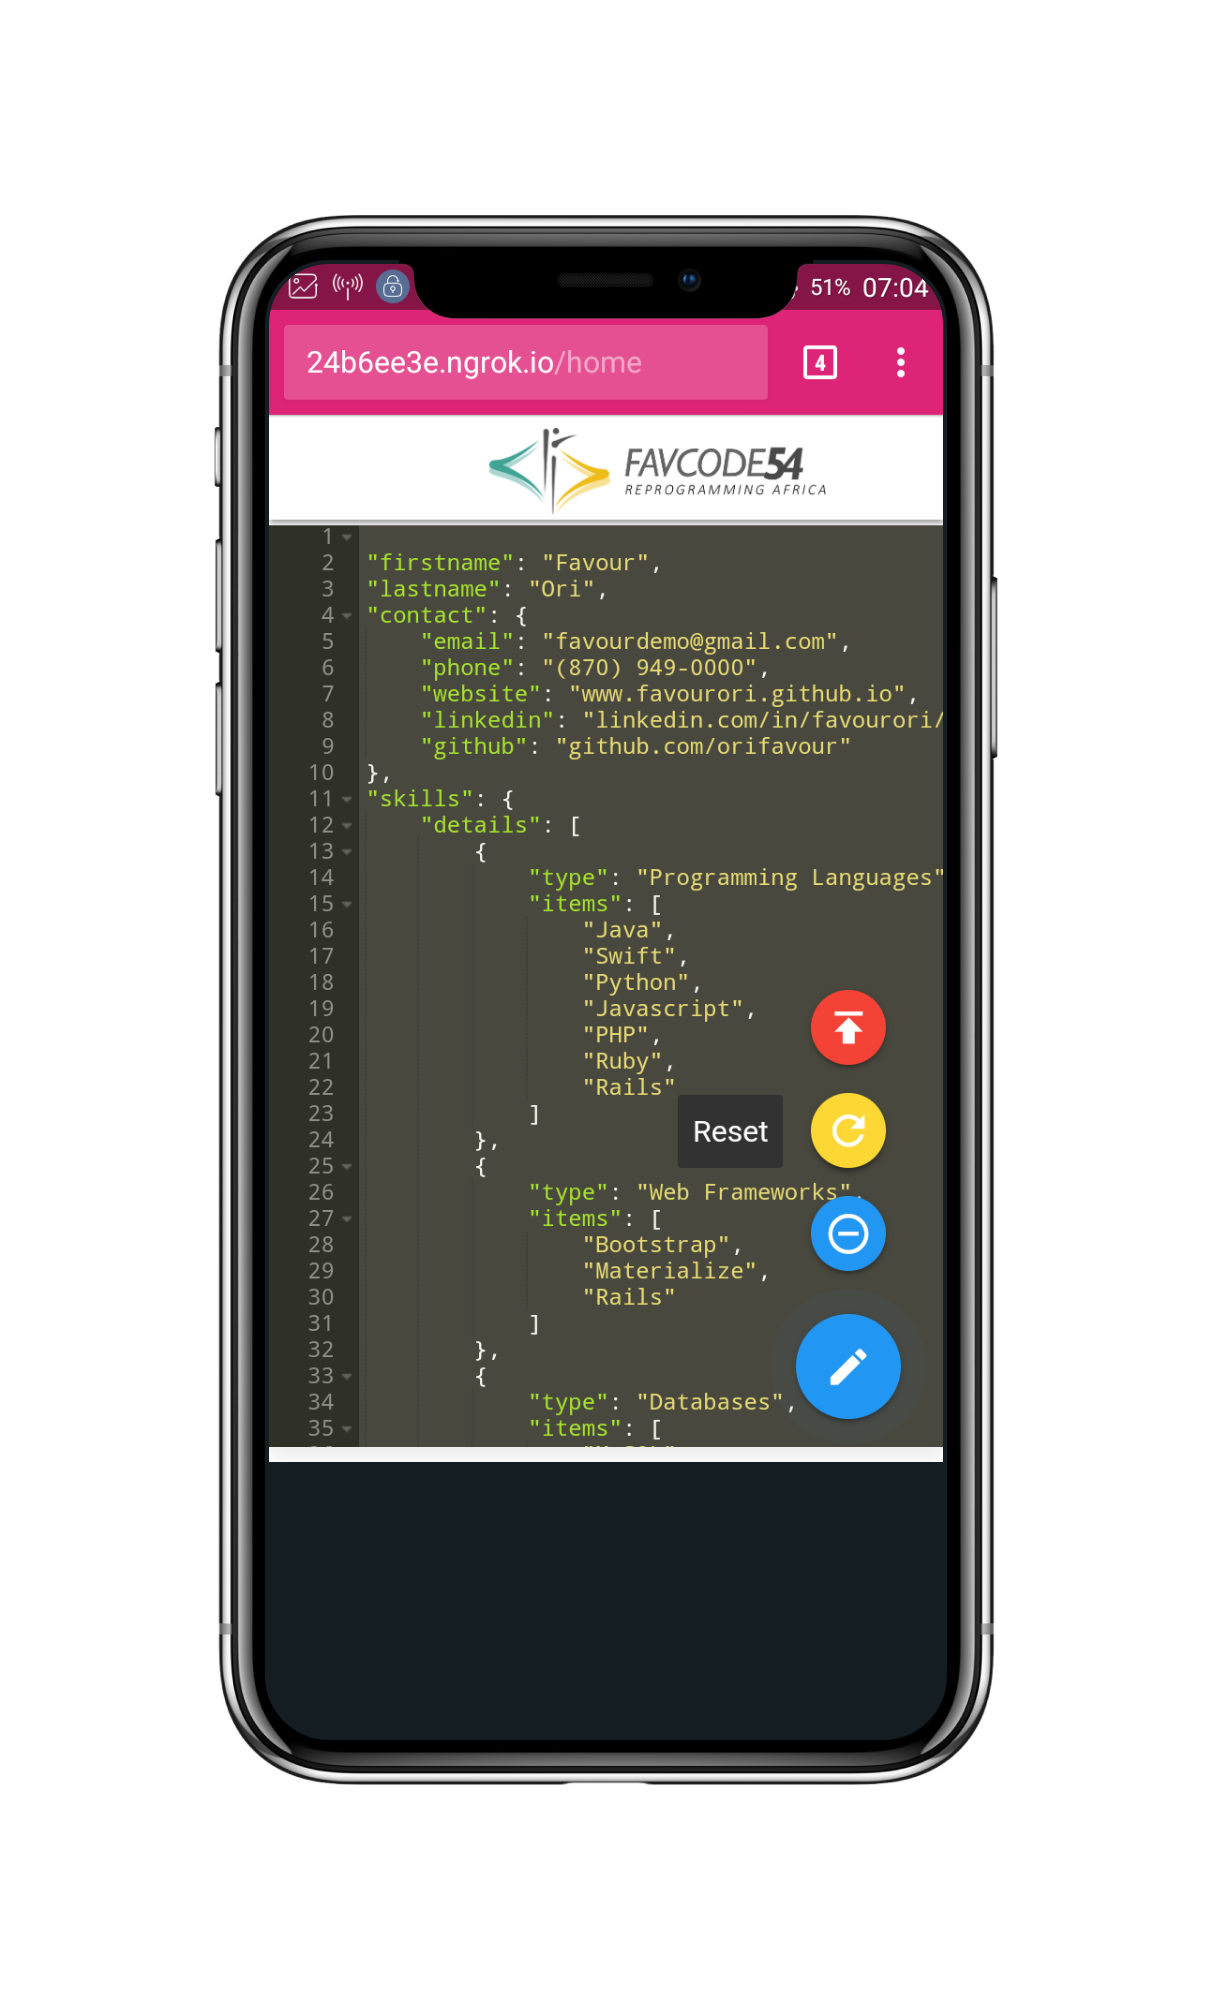 51% 07:04
24b6ee3e.ngrok.io/home 4
FAVCODE54
REPROGRAMMING AFRICA
1
2 "firstname": "Favour",
3 "lastname": "Ori",
4 "contact": {
5 "email": "favourdemo@gmail.com",
6 "phone": "(870) 949-0000",
7 "website": "www.favourori.github.io",
8 "linkedin": "linkedin.com/in/favourori/
9 "github": "github.com/orifavour"
10 },
11 "skills": {
12 "details": [
13 {
14 "type": "Programming Languages"
15 "items": [
16 "Java",
17 "Swift",
18 "Python",
19 "Javascript",
20 "PHP",
21 "Ruby",
22 "Rails"
23 ]
24 },
Reset
25 {
26 "type": "Web Frameworks",
27 "items": [
28 "Bootstrap",
29 "Materialize",
30 "Rails"
31 ]
32 },
33 {
34 "type": "Databases",
35 "items": [